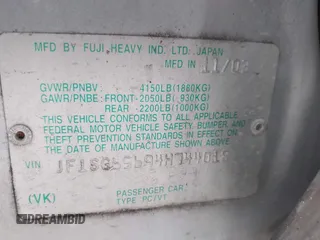 MFD BY FUJI HEAVY IND. LTD. JAPAN
MED IN 11/03
GVWR/PNBV : 4150LB(1880KG)
GAWR/PNBE: FRONT-2050LB( 930KG)
REAR -2200LB(1000KG)
THIS VEHICLE CONFORMS TO ALL APPLICABLE
FEDERAL MOTOR VEHICLE SAFETY, BUMPER AND
THEFT PREVENTION STANDARDS IN EFFECT ON
THE DATE OF MANUFACTURE SHOWN ABOVE
VIN
PASSENGER CAR
(VK) TYPE: PC/VT
DREAMBID